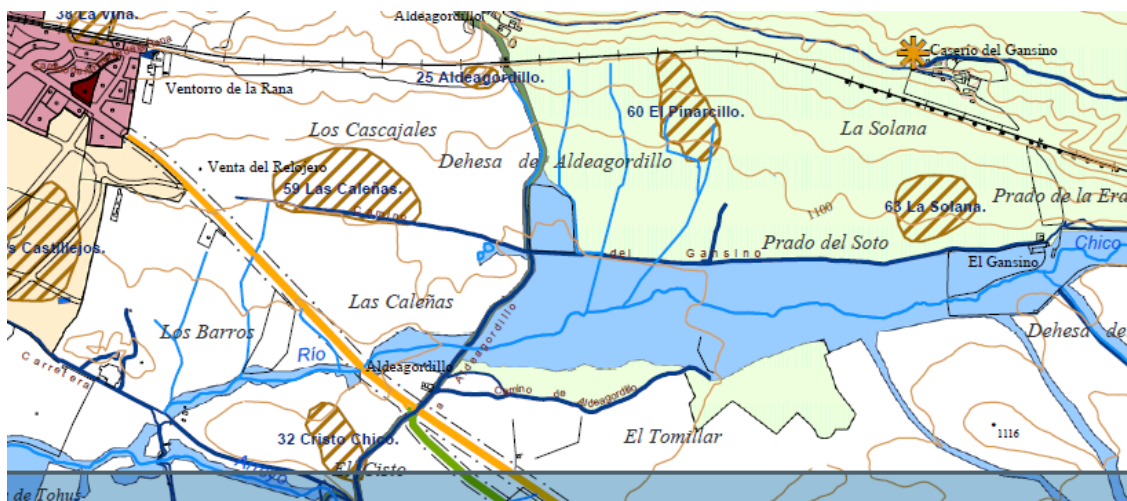 38 La Viña.
Aldeagordillo
Ventorro de la Rana
25 Aldeagordillo.
Caserio del Gansino
60 El Pinarcillo.
Los Cascajales
La Solana
Dehesa de Aldeagordillo
Venta del Relojero
59 Las Caleñas.
Camino
1100
63 La Solana.
Prado de la Era
s Castillejos.
del Gansino
Prado del Soto
Chico
El Gansino
Las Caleñas
Los Barros
Dehesa de
Río
Carretera
Aldeagordillo
Aldeagordillo
a
Camino de Aldeagordillo
32 Cristo Chico.
El Tomillar
1116
Arroyo
El Cisto
de Tohus